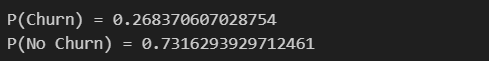 P(Churn) = 0.268370607028754
P(No Churn) = 0.7316293929712461